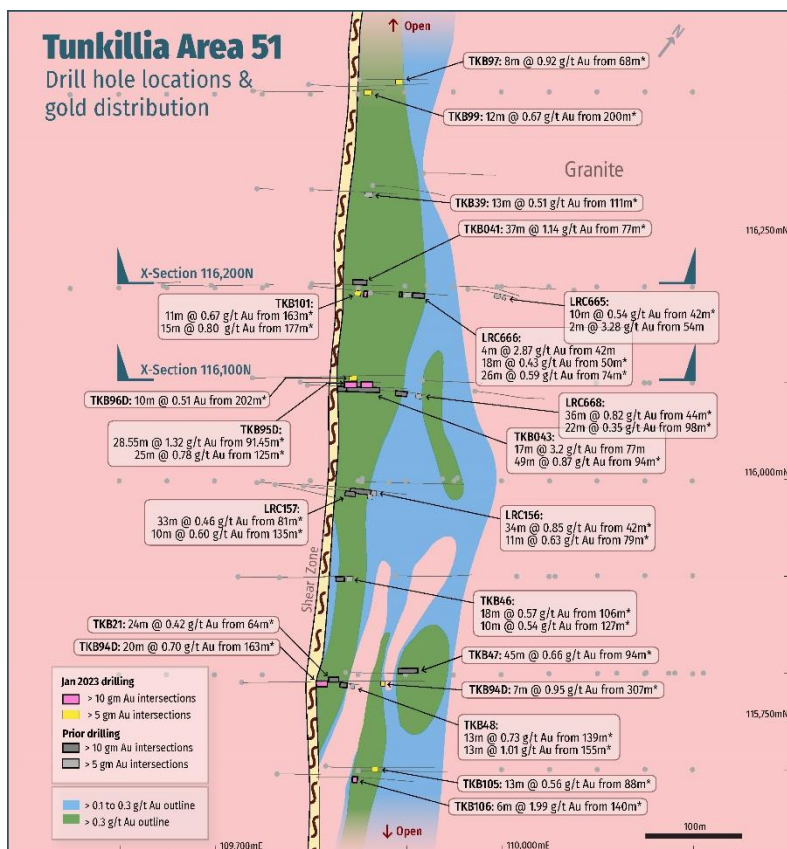 Tunkillia Area 51
Drill hole locations &
gold distribution
Open
N
TKB97: 8m @ 0.92 g/t Au from 68m*
TKB99: 12m @ 0.67 g/t Au from 200m*
Granite
TKB39: 13m @ 0.51 g/t Au from 111m*
TKB041: 37m @ 1.14 g/t Au from 77m*
116,250mN
X-Section 116,200N
TKB101:
11m @ 0.67 g/t Au from 163m*
15m @ 0.80 g/t Au from 177m*
LRC665:
10m @ 0.54 g/t Au from 42m*
2m @ 3.28 g/t Au from 54m
LRC666:
4m @ 2.87 g/t Au from 42m
18m @ 0.43 g/t Au from 50m*
26m @ 0.59 g/t Au from 74m*
X-Section 116,100N
TKB96D: 10m @ 0.51 g/t Au from 202m*
LRC668:
36m @ 0.82 g/t Au from 44m*
22m @ 0.35 g/t Au from 98m*
TKB95D:
28.55m @ 1.32 g/t Au from 91.45m*
25m @ 0.78 g/t Au from 125m*
TKB043:
17m @ 3.2 g/t Au from 77m
49m @ 0.87 g/t Au from 94m*
116,000mN
LRC157:
33m @ 0.46 g/t Au from 81m*
10m @ 0.60 g/t Au from 135m*
LRC156:
34m @ 0.85 g/t Au from 42m*
11m @ 0.63 g/t Au from 79m*
Shear Zone
TKB46:
18m @ 0.57 g/t Au from 106m*
10m @ 0.54 g/t Au from 127m*
TKB21: 24m @ 0.42 g/t Au from 64m*
TKB94D: 20m @ 0.70 g/t Au from 163m*
TKB47: 45m @ 0.66 g/t Au from 94m*
TKB94D: 7m @ 0.95 g/t Au from 307m*
115,750mN
TKB48:
13m @ 0.73 g/t Au from 139m*
13m @ 1.01 g/t Au from 155m*
Jan 2023 drilling
> 10 gm Au intersections
> 5 gm Au intersections
Prior drilling
> 10 gm Au intersections
> 5 gm Au intersections
> 0.1 to 0.3 g/t Au outline
> 0.3 g/t Au outline
TKB105: 13m @ 0.56 g/t Au from 88m*
TKB106: 6m @ 1.99 g/t Au from 140m*
Open
100m
109,700mE
110,000mE